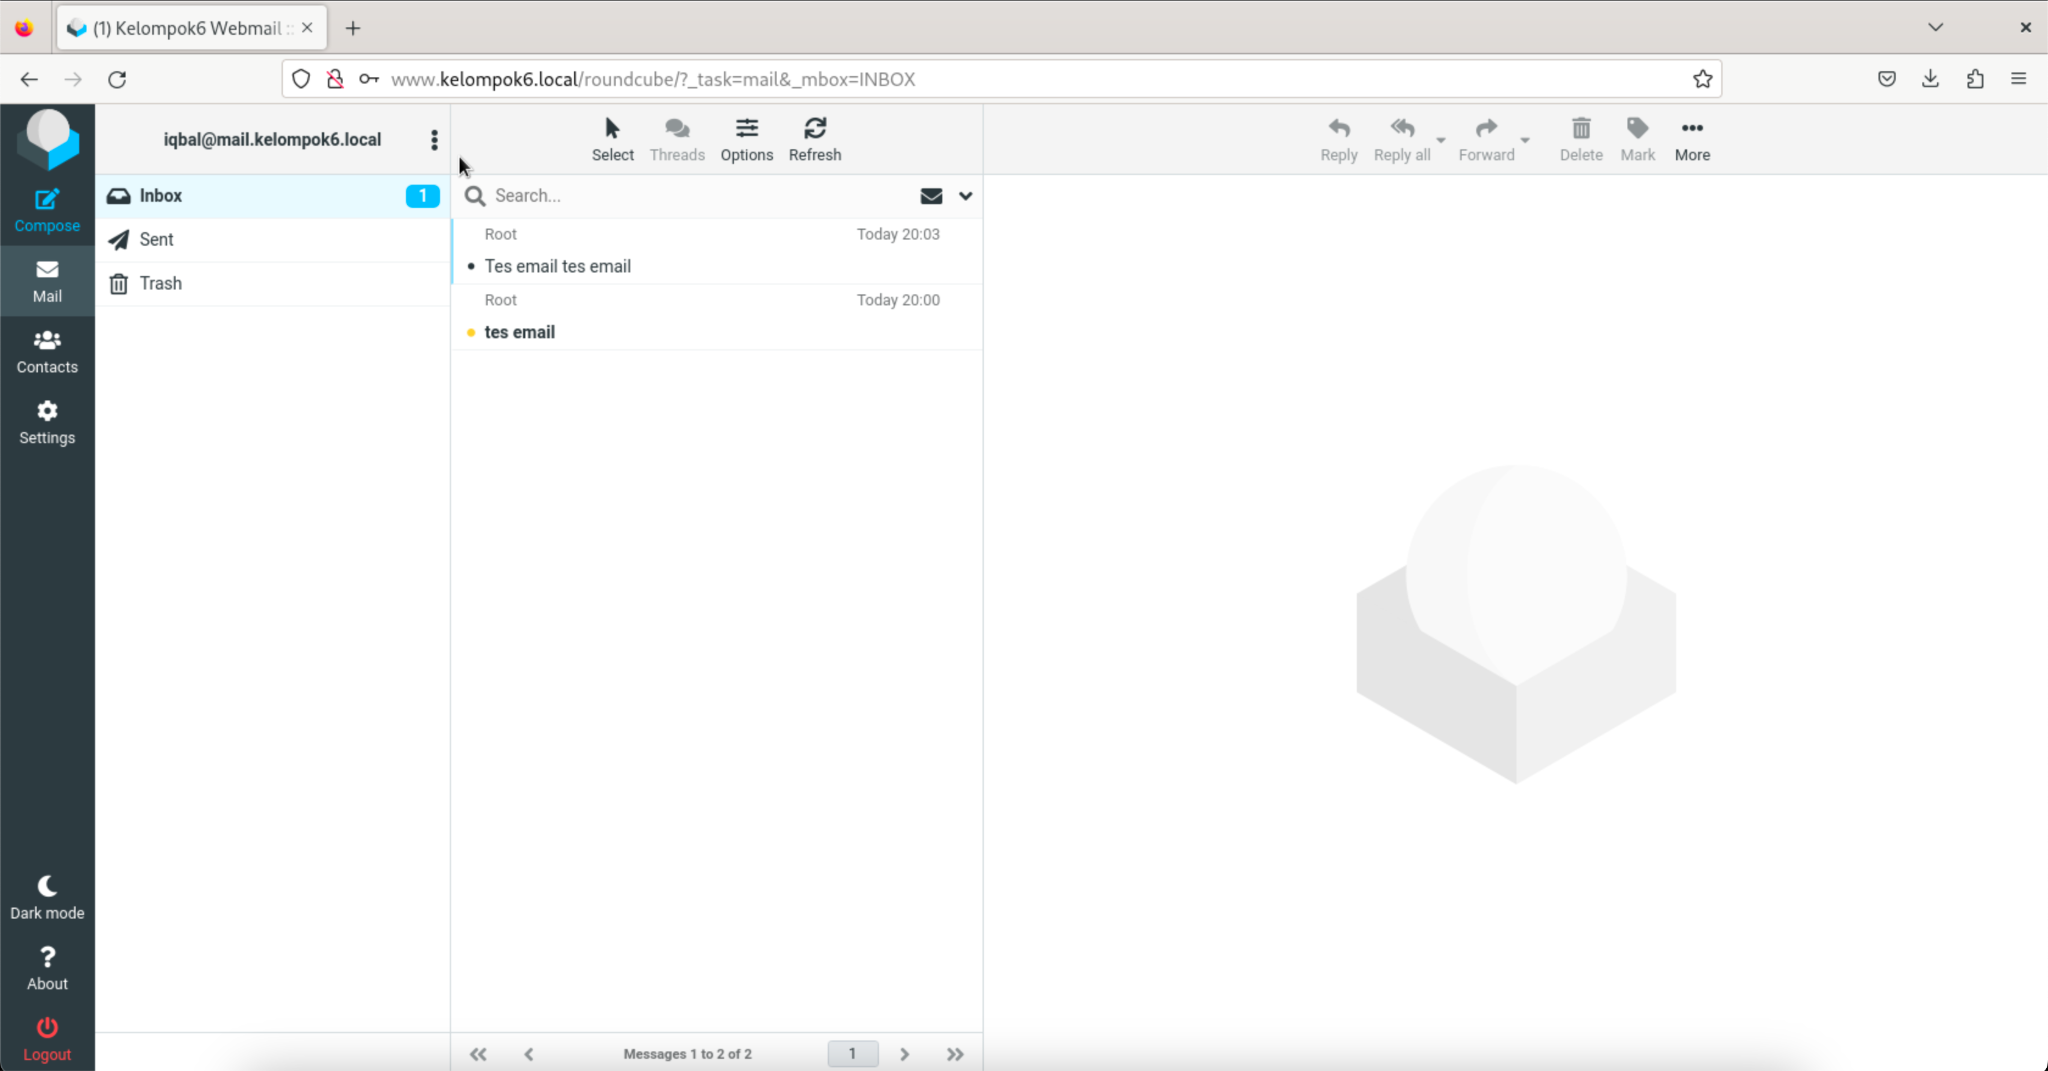 (1) Kelompok6 Webmail ::
www.kelompok6.local/roundcube/?_task=mail&_mbox=INBOX
iqbal@mail.kelompok6.local
Select
Threads
Options
Refresh
Reply
Reply all
Forward
Delete
Mark
More
Compose
Mail
Contacts
Settings
Dark mode
About
Logout
Inbox 1
Sent
Trash
Search...
Root Today 20:03
Tes email tes email
Root Today 20:00
tes email
Messages 1 to 2 of 2 1